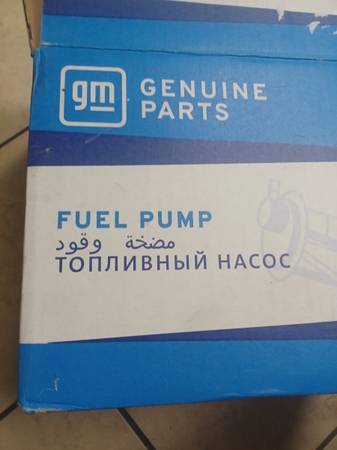 gm
GENUINE
PARTS
FUEL PUMP
مضخة وقود
ТОПЛИВНЫЙ НАСОС